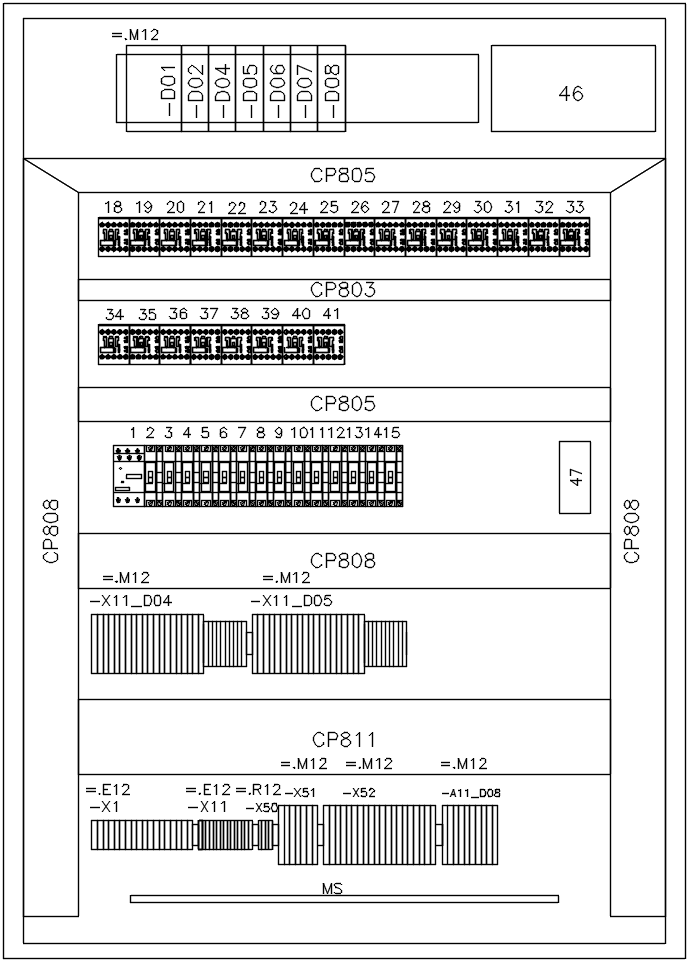 =.M12
-D01 -D02 -D04 -D05 -D06 -D07 -D08
46
CP805
18 19 20 21 22 23 24 25 26 27 28 29 30 31 32 33
CP803
34 35 36 37 38 39 40 41
CP805
1 2 3 4 5 6 7 8 9 10 11 12 13 14 15
47
CP808
CP808
CP808
=.M12 =.M12
-X11_D04 -X11_D05
CP811
=.M12 =.M12 =.M12
=.E12 =.E12 =.R12 -X51 -X52 -A11_D08
-X1 -X11 -X50
MS